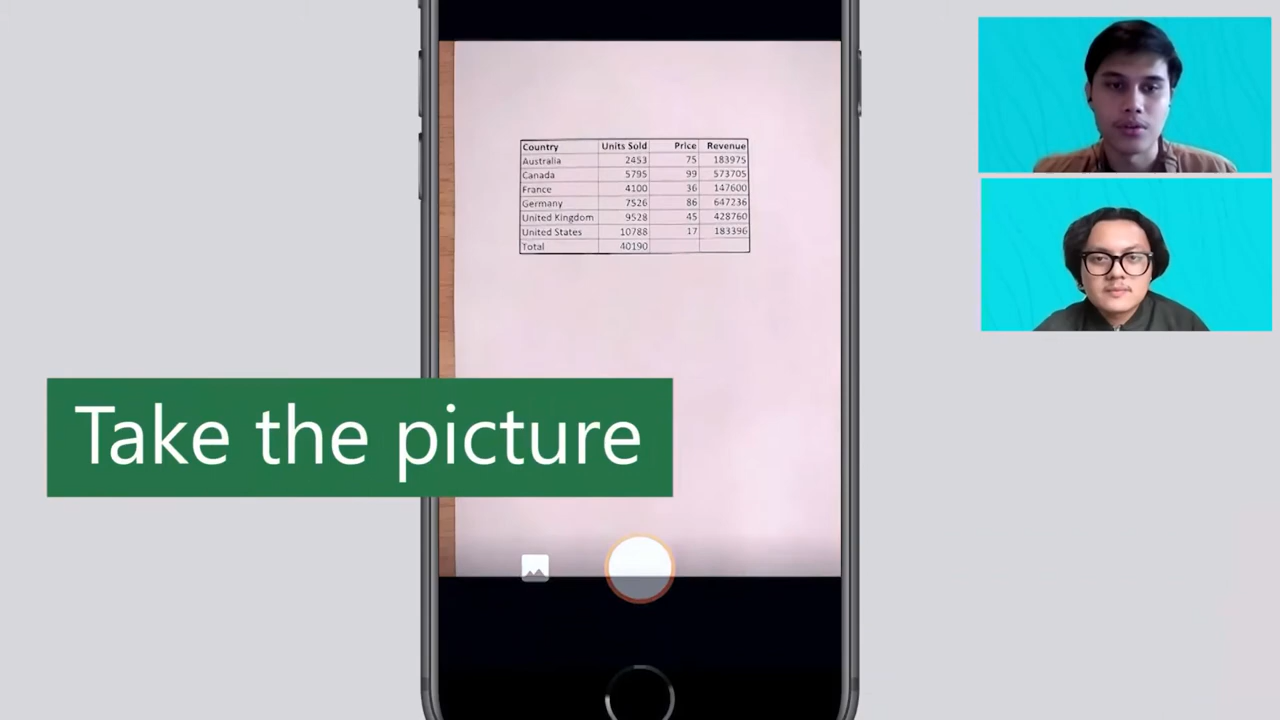 Country Units Sold Price Revenue
Australia 2453 75 183975
Canada 5795 99 573705
France 4100 36 147600
Germany 7526 86 647236
United Kingdom 9528 45 428760
United States 10788 17 183396
Total 40190
Take the picture